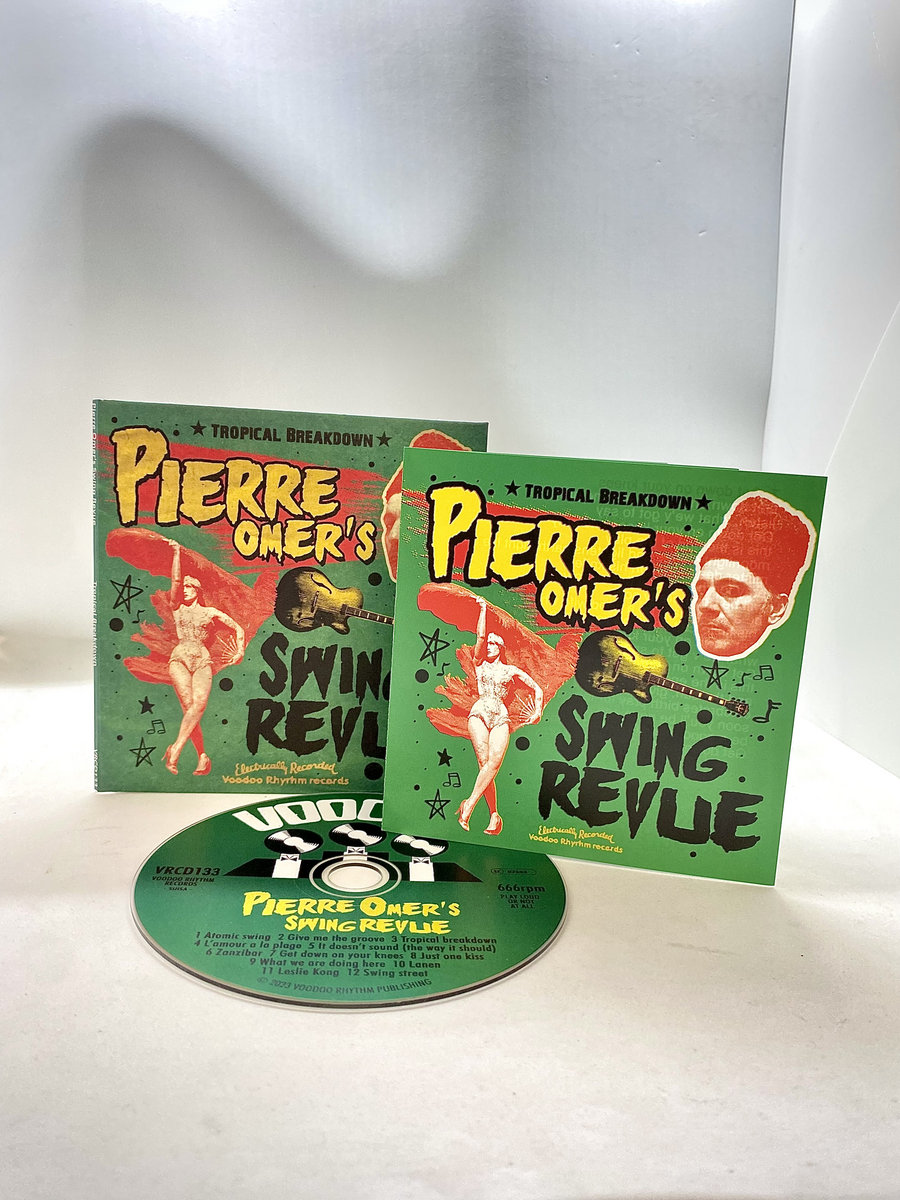 ★ TROPICAL BREAKDOWN ★
PIERRE
OMER'S
SWING
REVU
Electrically Recorded
Voodoo Rhythm records
★ TROPICAL BREAKDOWN ★
PIERRE
OMER'S
SWING
REVUE
Electrically Recorded
Voodoo Rhythm records
VOOD
VRCD133
VOODOO RHYTHM
RECORDS
SUISA
666rpm
PLAY LOUD
OR NOT
AT ALL
PIERRE OMER'S
SWING REVUE
1 Atomic swing 2 Give me the groove 3 Tropical breakdown
4 L'amour a la plage 5 It doesn't sound (the way it should)
6 Zanzibar 7 Get down on your knees 8 Just one kiss
9 What we are doing here 10 Lanen
11 Leslie Kong 12 Swing street
© 2023 VOODOO RHYTHM PUBLISHING